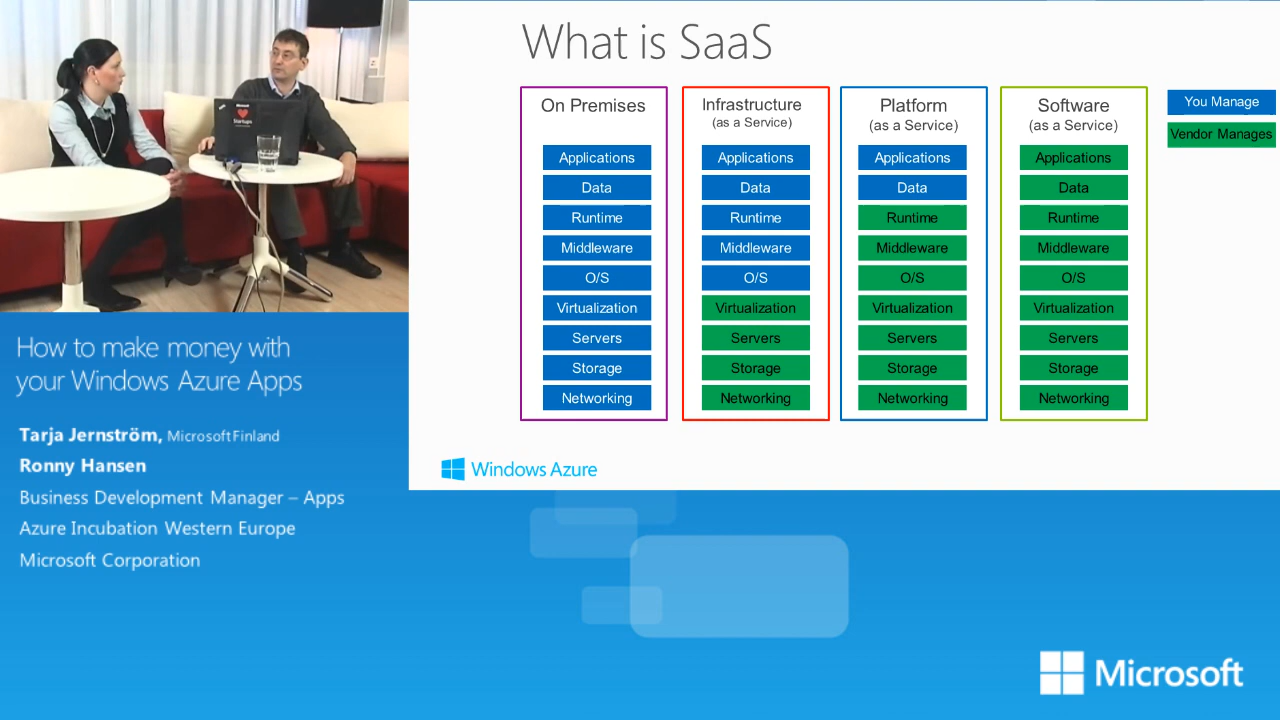 What is SaaS
On Premises
Applications
Data
Runtime
Middleware
O/S
Virtualization
Servers
Storage
Networking
Infrastructure
(as a Service)
Applications
Data
Runtime
Middleware
O/S
Virtualization
Servers
Storage
Networking
Platform
(as a Service)
Applications
Data
Runtime
Middleware
O/S
Virtualization
Servers
Storage
Networking
Software
(as a Service)
Applications
Data
Runtime
Middleware
O/S
Virtualization
Servers
Storage
Networking
You Manage
Vendor Manages
Windows Azure
Startups
How to make money with
your Windows Azure Apps
Tarja Jernström, Microsoft Finland
Ronny Hansen
Business Development Manager – Apps
Azure Incubation Western Europe
Microsoft Corporation
Microsoft